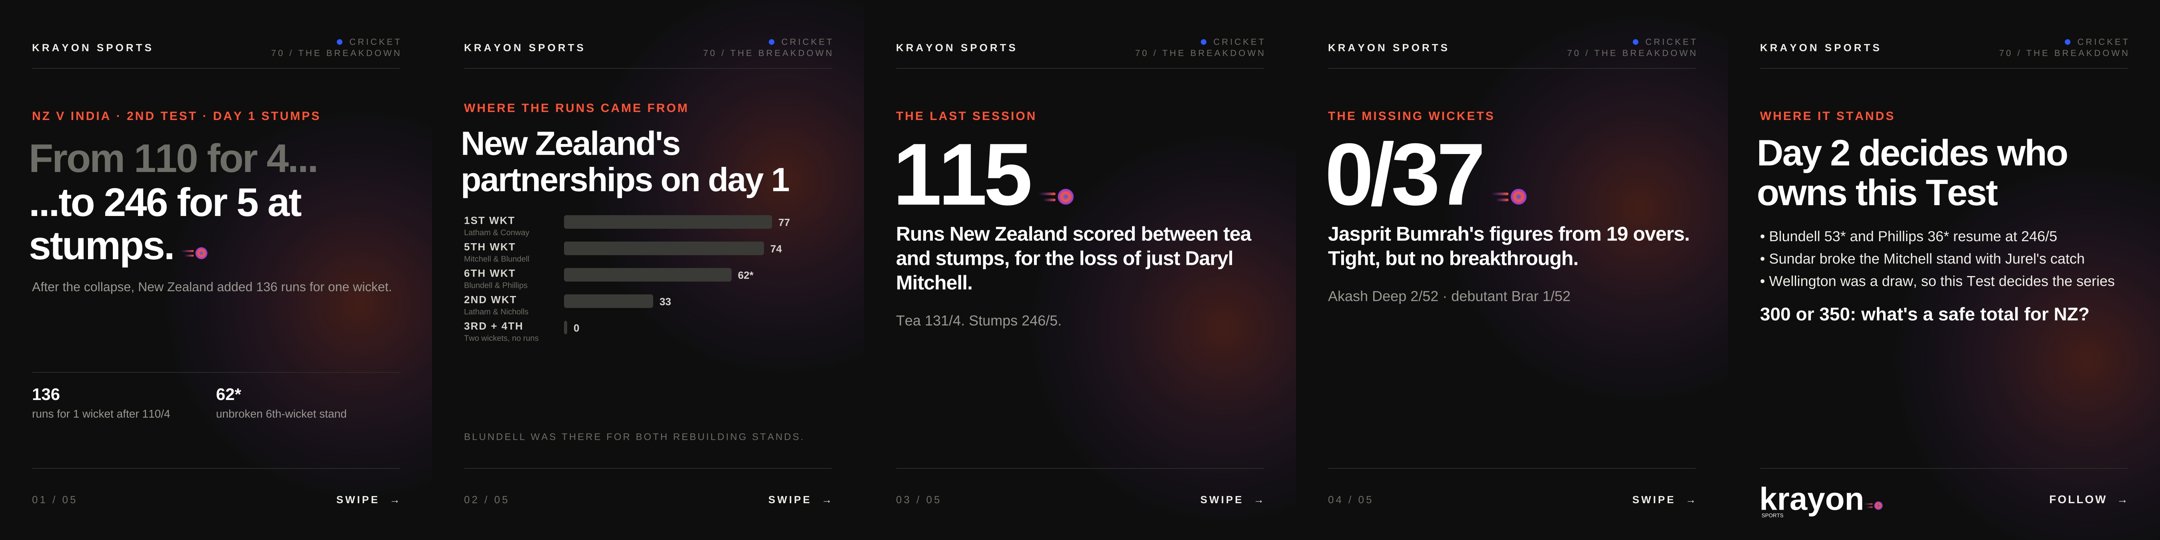 KRAYON SPORTS
CRICKET
70 / THE BREAKDOWN
NZ V INDIA · 2ND TEST · DAY 1 STUMPS
From 110 for 4...
...to 246 for 5 at
stumps.
After the collapse, New Zealand added 136 runs for one wicket.
136
runs for 1 wicket after 110/4
62*
unbroken 6th-wicket stand
01 / 05
SWIPE →
KRAYON SPORTS
CRICKET
70 / THE BREAKDOWN
WHERE THE RUNS CAME FROM
New Zealand's
partnerships on day 1
1ST WKT
Latham & Conway
77
5TH WKT
Mitchell & Blundell
74
6TH WKT
Blundell & Phillips
62*
2ND WKT
Latham & Nicholls
33
3RD + 4TH
Two wickets, no runs
0
BLUNDELL WAS THERE FOR BOTH REBUILDING STANDS.
02 / 05
SWIPE →
KRAYON SPORTS
CRICKET
70 / THE BREAKDOWN
THE LAST SESSION
115
Runs New Zealand scored between tea
and stumps, for the loss of just Daryl
Mitchell.
Tea 131/4. Stumps 246/5.
03 / 05
SWIPE →
KRAYON SPORTS
CRICKET
70 / THE BREAKDOWN
THE MISSING WICKETS
0/37
Jasprit Bumrah's figures from 19 overs.
Tight, but no breakthrough.
Akash Deep 2/52 · debutant Brar 1/52
04 / 05
SWIPE →
KRAYON SPORTS
CRICKET
70 / THE BREAKDOWN
WHERE IT STANDS
Day 2 decides who
owns this Test
• Blundell 53* and Phillips 36* resume at 246/5
• Sundar broke the Mitchell stand with Jurel's catch
• Wellington was a draw, so this Test decides the series
300 or 350: what's a safe total for NZ?
krayon
SPORTS
FOLLOW →